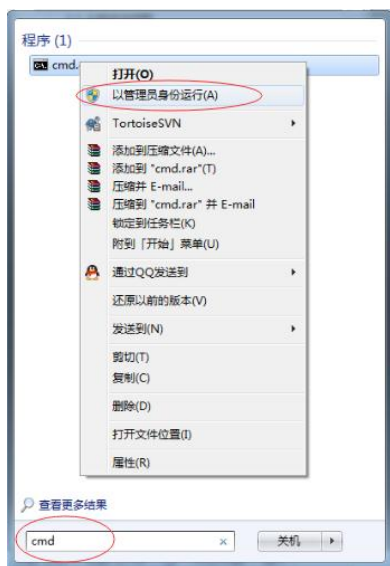 程序 (1)
cmd.
打开(O)
以管理员身份运行(A)
TortoiseSVN
添加到压缩文件(A)...
添加到 "cmd.rar"(T)
压缩并 E-mail...
压缩到 "cmd.rar" 并 E-mail
锁定到任务栏(K)
附到「开始」菜单(U)
通过QQ发送到
还原以前的版本(V)
发送到(N)
剪切(T)
复制(C)
删除(D)
打开文件位置(I)
属性(R)
查看更多结果
cmd
关机